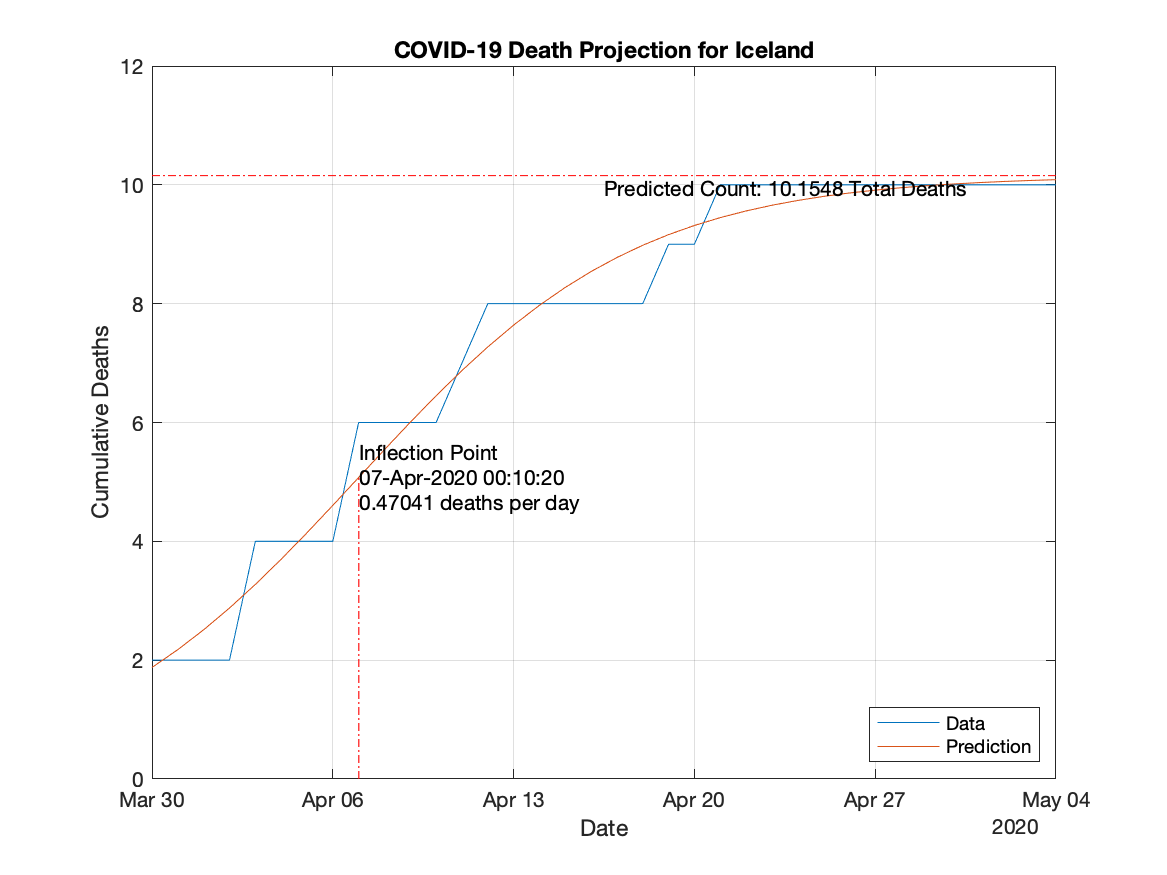 COVID-19 Death Projection for Iceland
12
10
8
6
4
2
0
Cumulative Deaths
Predicted Count: 10.1548 Total Deaths
Inflection Point
07-Apr-2020 00:10:20
0.47041 deaths per day
Data
Prediction
Mar 30 Apr 06 Apr 13 Apr 20 Apr 27 May 04
2020
Date